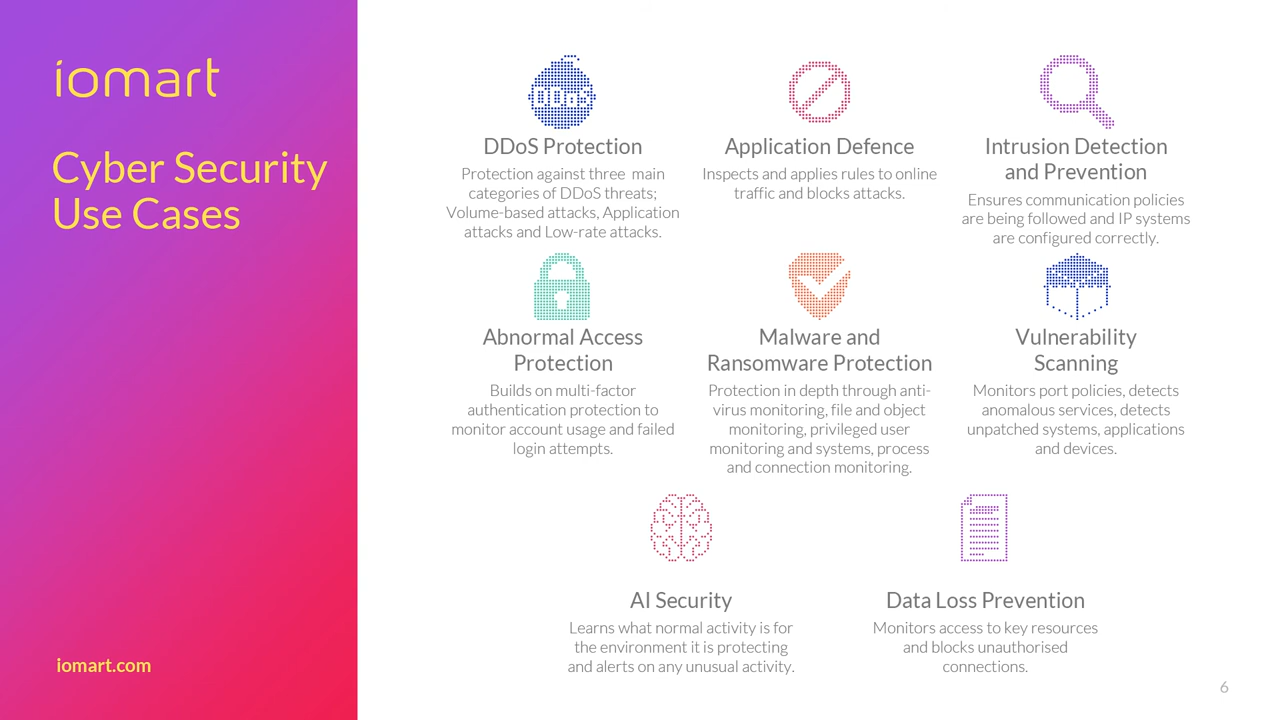 iomart
Cyber Security
Use Cases
iomart.com
DDoS
DDoS Protection
Protection against three main
categories of DDoS threats;
Volume-based attacks, Application
attacks and Low-rate attacks.
Application Defence
Inspects and applies rules to online
traffic and blocks attacks.
Intrusion Detection
and Prevention
Ensures communication policies
are being followed and IP systems
are configured correctly.
Abnormal Access
Protection
Builds on multi-factor
authentication protection to
monitor account usage and failed
login attempts.
Malware and
Ransomware Protection
Protection in depth through anti-
virus monitoring, file and object
monitoring, privileged user
monitoring and systems, process
and connection monitoring.
Vulnerability
Scanning
Monitors port policies, detects
anomalous services, detects
unpatched systems, applications
and devices.
AI Security
Learns what normal activity is for
the environment it is protecting
and alerts on any unusual activity.
Data Loss Prevention
Monitors access to key resources
and blocks unauthorised
connections.
6